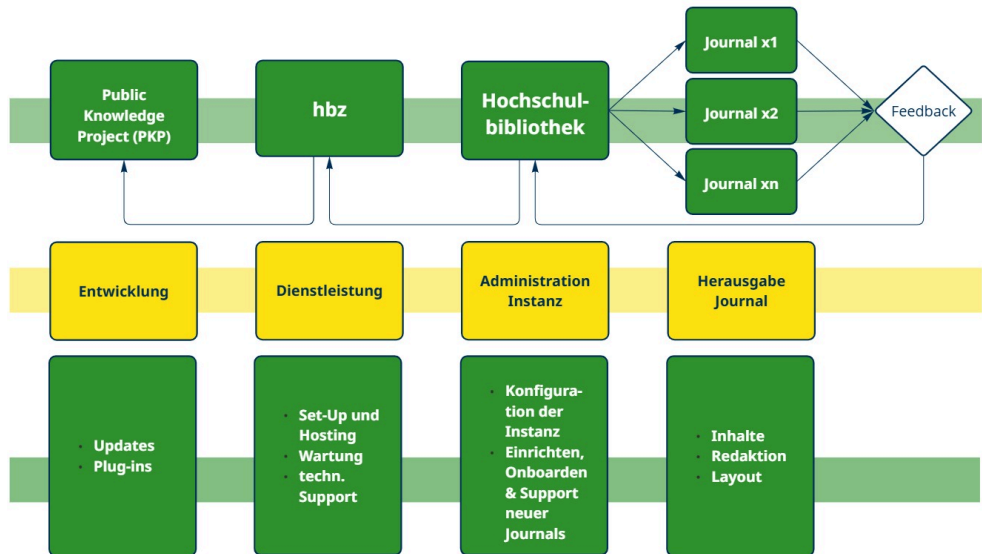 Public
Knowledge
Project (PKP)
hbz
Hochschul-
bibliothek
Journal x1
Journal x2
Journal xn
Feedback
Entwicklung
Dienstleistung
Administration
Instanz
Herausgabe
Journal
• Updates
• Plug-ins
• Set-Up und
Hosting
• Wartung
• techn.
Support
• Konfigura-
tion der
Instanz
• Einrichten,
Onboarden
& Support
neuer
Journals
• Inhalte
• Redaktion
• Layout